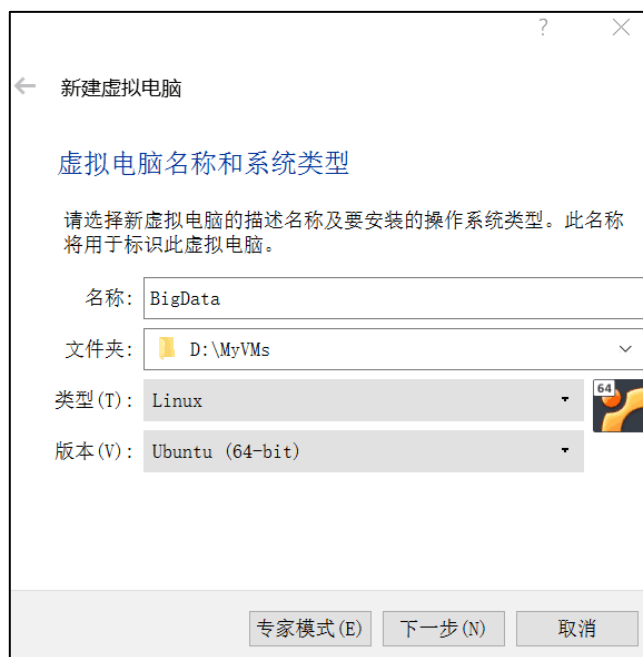 ?
新建虚拟电脑
虚拟电脑名称和系统类型
请选择新虚拟电脑的描述名称及要安装的操作系统类型。此名称
将用于标识此虚拟电脑。
名称: BigData
文件夹: D:\MyVMs
类型(T): Linux
64
版本(V): Ubuntu (64-bit)
专家模式(E) 下一步(N) 取消